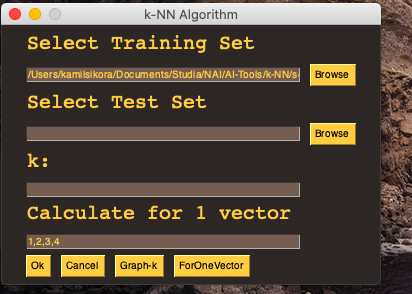 k-NN Algorithm
Select Training Set
/Users/kamilsikora/Documents/Studia/NAI/AI-Tools/k-NN/s
Browse
Select Test Set
Browse
k:
Calculate for 1 vector
1,2,3,4
Ok Cancel Graph-k ForOneVector